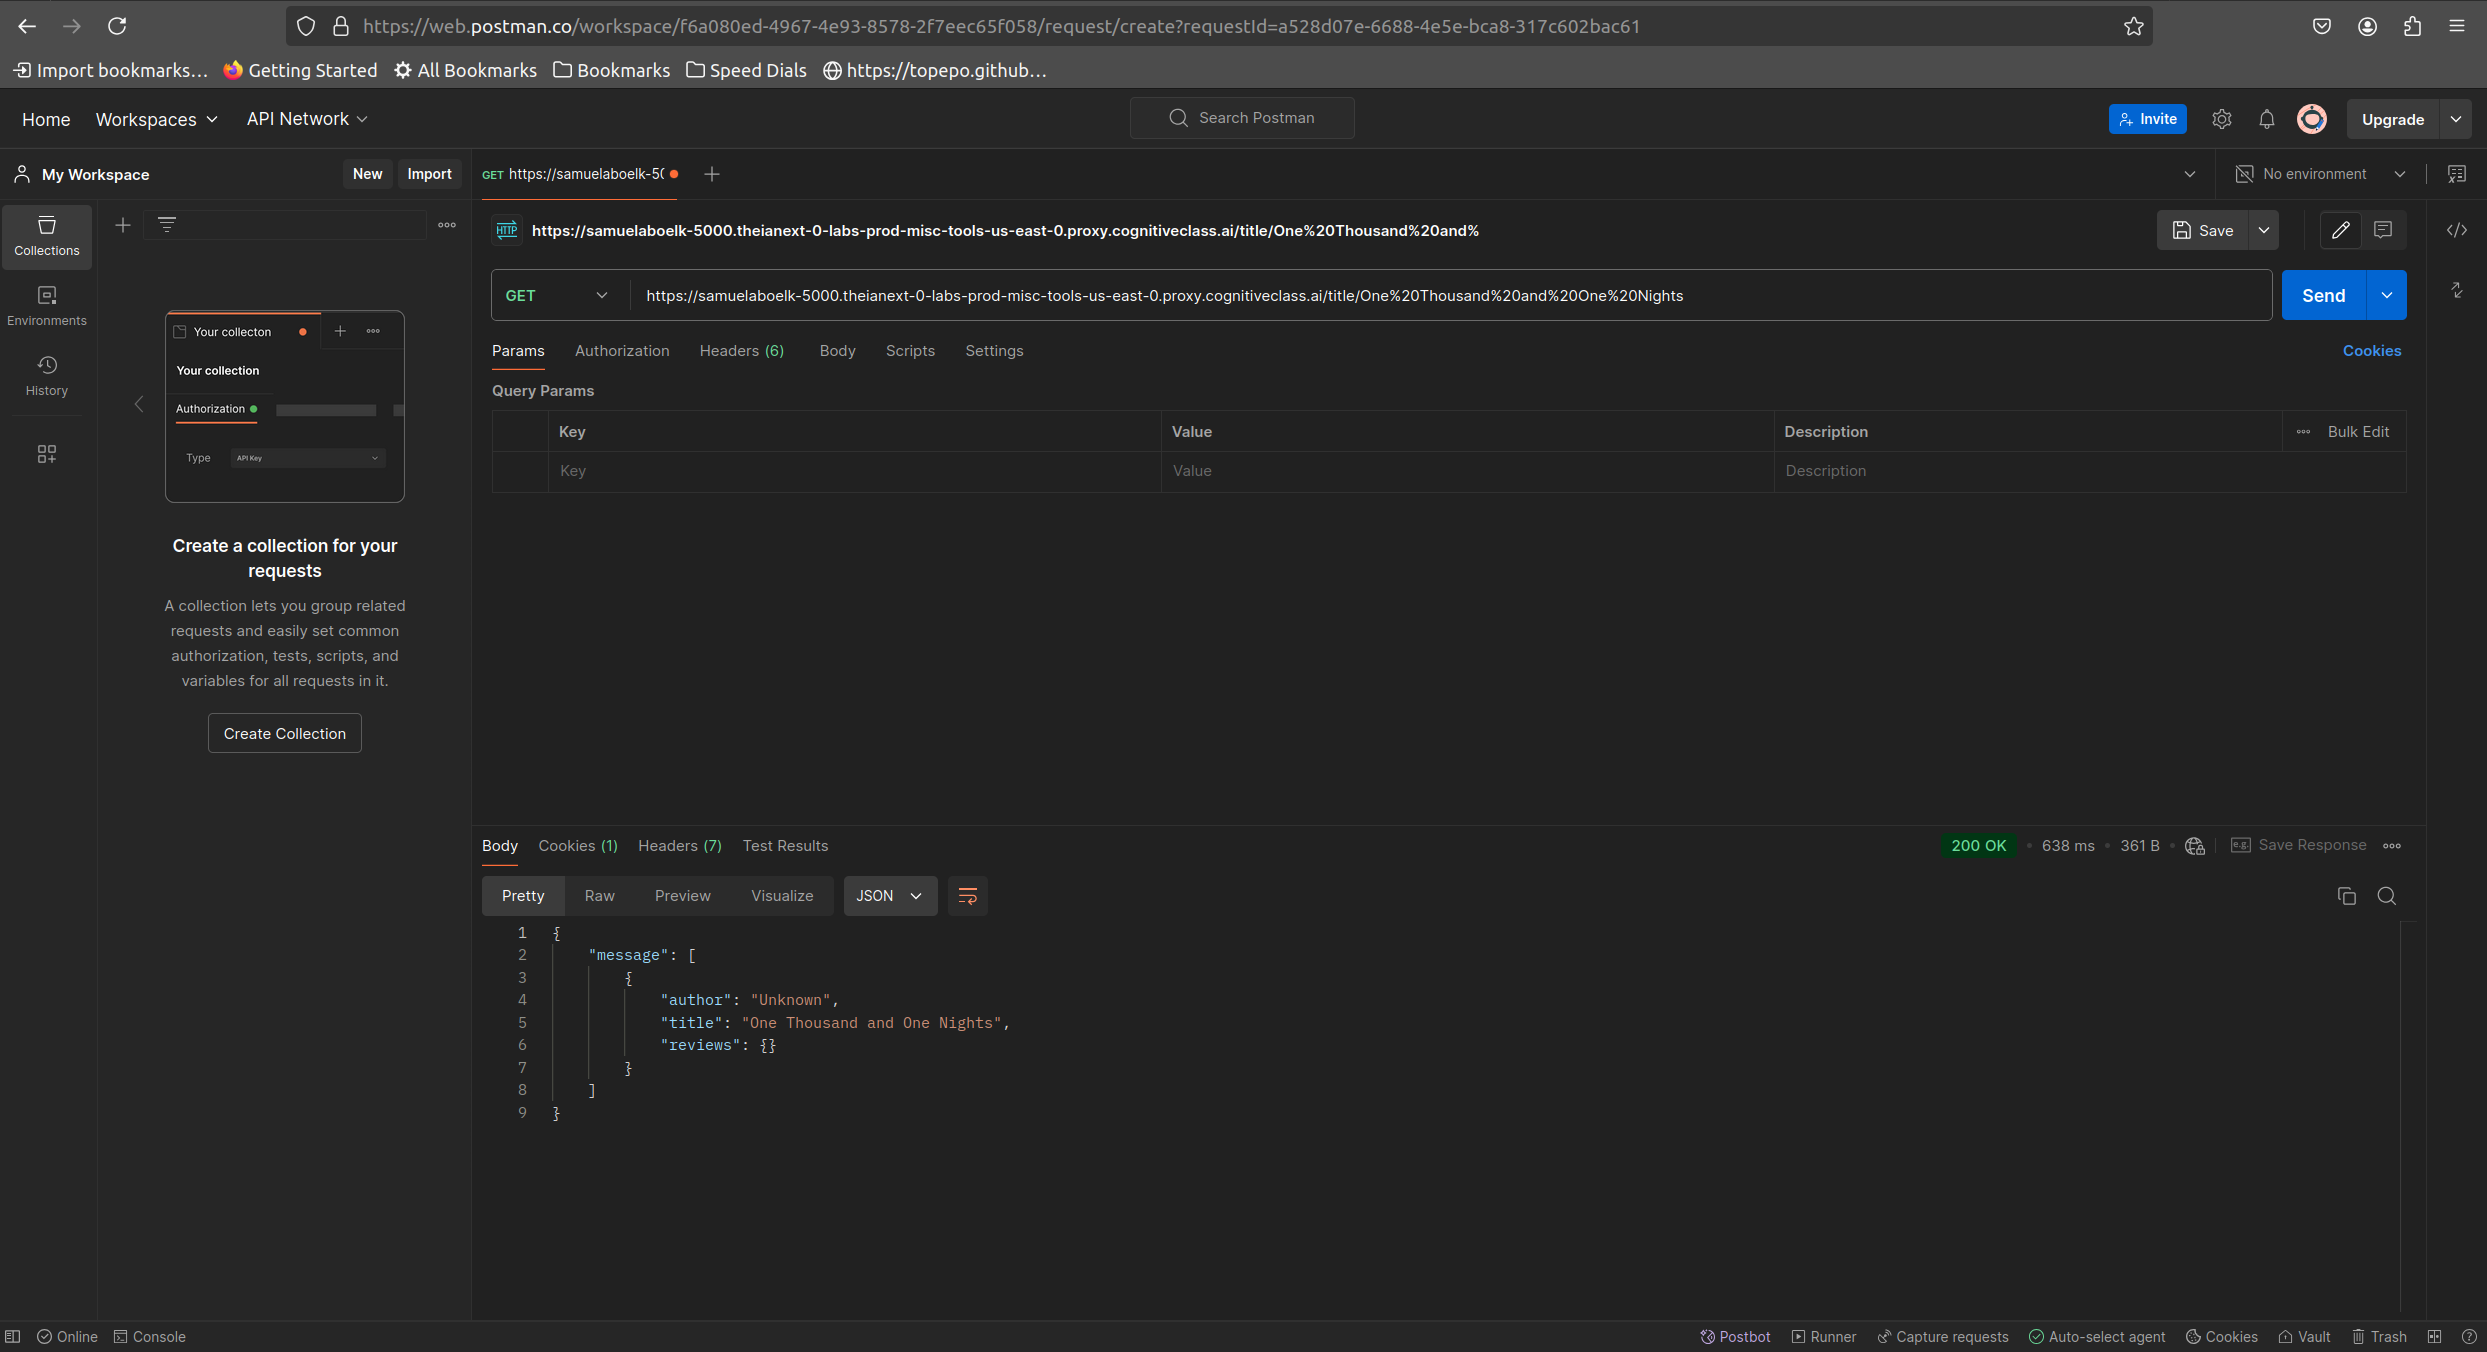 https://web.postman.co/workspace/f6a080ed-4967-4e93-8578-2f7eec65f058/request/create?requestId=a528d07e-6688-4e5e-bca8-317c602bac61
Import bookmarks... Getting Started All Bookmarks Bookmarks Speed Dials https://topepo.github...
Home Workspaces API Network Search Postman Invite Upgrade
My Workspace New Import GET https://samuelaboelk-50 No environment
Collections
HTTP https://samuelaboelk-5000.theianext-0-labs-prod-misc-tools-us-east-0.proxy.cognitiveclass.ai/title/One%20Thousand%20and% Save
Environments
GET https://samuelaboelk-5000.theianext-0-labs-prod-misc-tools-us-east-0.proxy.cognitiveclass.ai/title/One%20Thousand%20and%20One%20Nights Send
History
Your collecton
Your collection
Authorization
Type API Key
Create a collection for your
requests
A collection lets you group related
requests and easily set common
authorization, tests, scripts, and
variables for all requests in it.
Create Collection
Params Authorization Headers (6) Body Scripts Settings Cookies
Query Params
Key Value Description Bulk Edit
Key Value Description
Body Cookies (1) Headers (7) Test Results 200 OK 638 ms 361 B e.g. Save Response
Pretty Raw Preview Visualize JSON
1 {
2 "message": [
3 {
4 "author": "Unknown",
5 "title": "One Thousand and One Nights",
6 "reviews": {}
7 }
8 ]
9 }
Online Console Postbot Runner Capture requests Auto-select agent Cookies Vault Trash